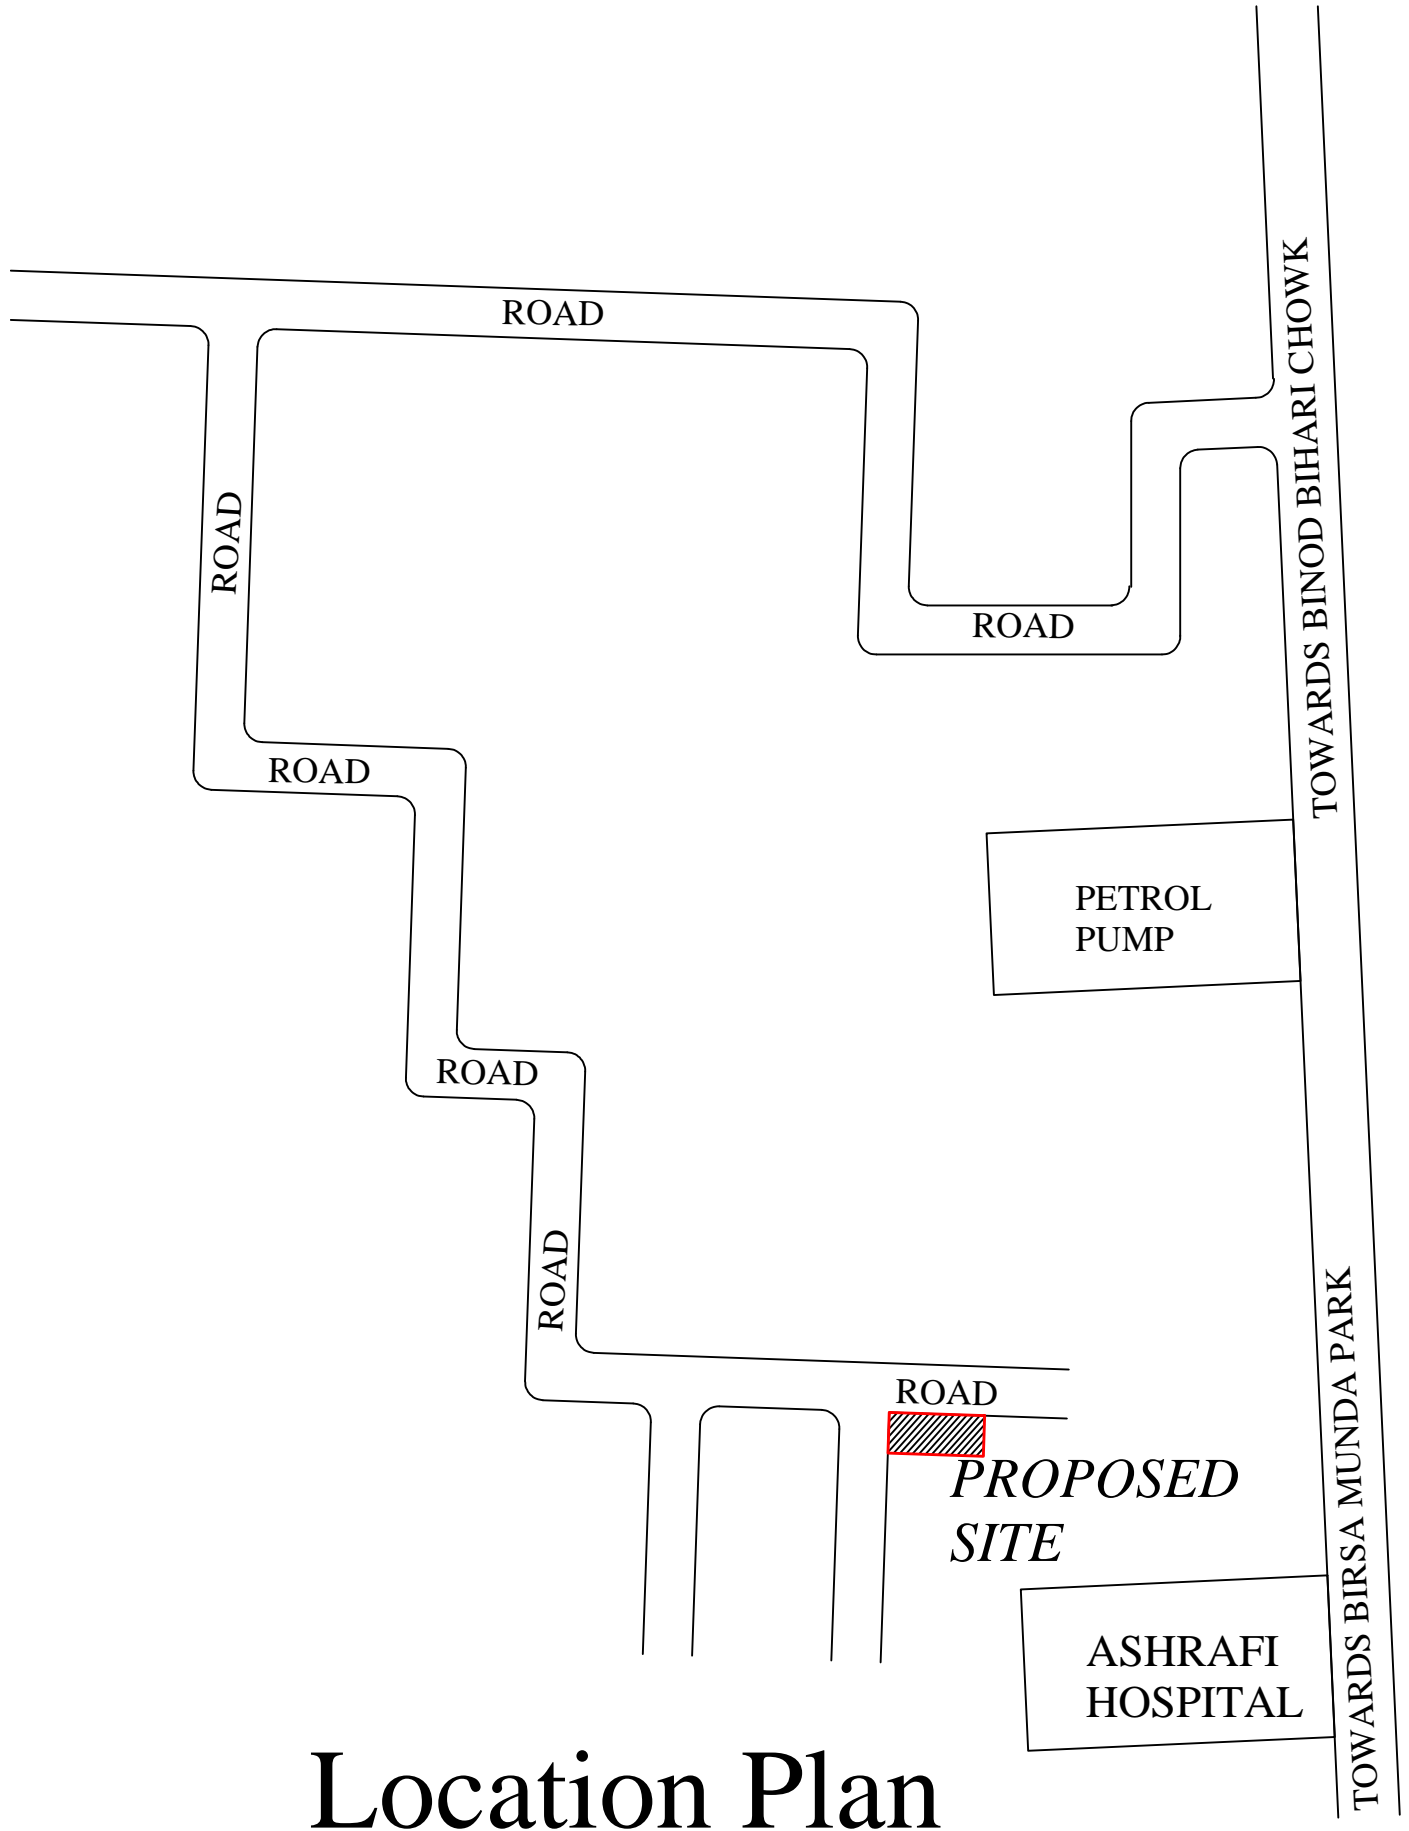 ROAD
TOWARDS BINOD BIHARI CHOWK
ROAD
ROAD
ROAD
PETROL
PUMP
ROAD
ROAD
TOWARDS BIRSA MUNDA PARK
ROAD
PROPOSED
SITE
ASHRAFI
HOSPITAL
Location Plan